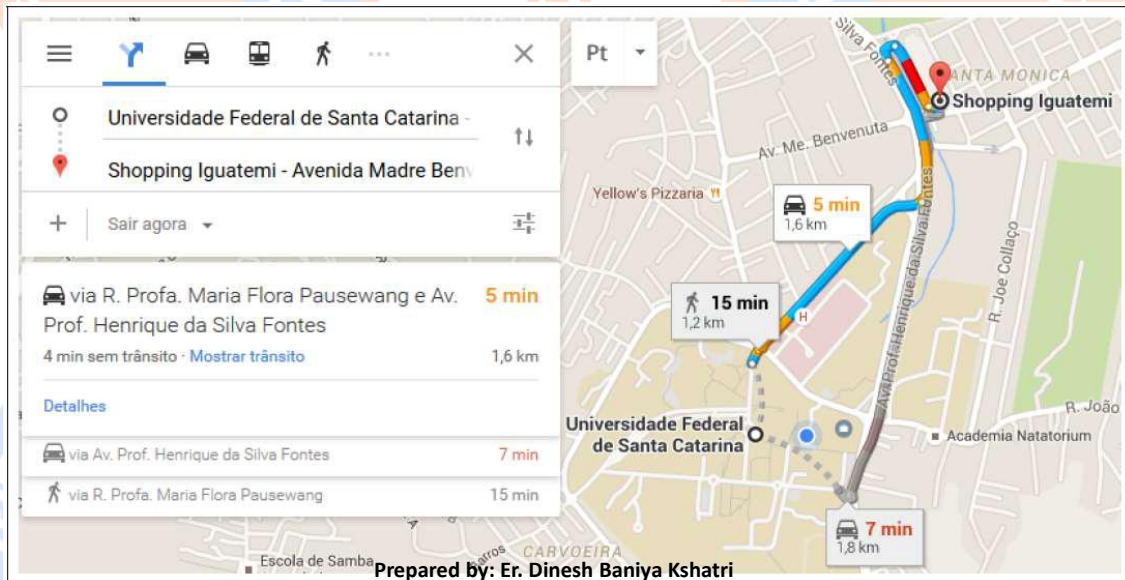 Universidade Federal de Santa Catarina -
Shopping Iguatemi - Avenida Madre Benv
Sair agora
via R. Profa. Maria Flora Pausewang e Av. 5 min
Prof. Henrique da Silva Fontes
4 min sem trânsito · Mostrar trânsito 1,6 km
Detalhes
via Av. Prof. Henrique da Silva Fontes 7 min
via R. Profa. Maria Flora Pausewang 15 min
Pt
Silva Fontes
SANTA MONICA
Shopping Iguatemi
Av. Me. Benvenuta
Yellow's Pizzaria
5 min
1,6 km
Av. Prof. Henrique da Silva Fontes
R. Joe Collaço
15 min
1,2 km
H
Universidade Federal
de Santa Catarina
R. João
Academia Natatorium
7 min
1,8 km
Escola de Samba
CARVOEIRA
Prepared by: Er. Dinesh Baniya Kshatri